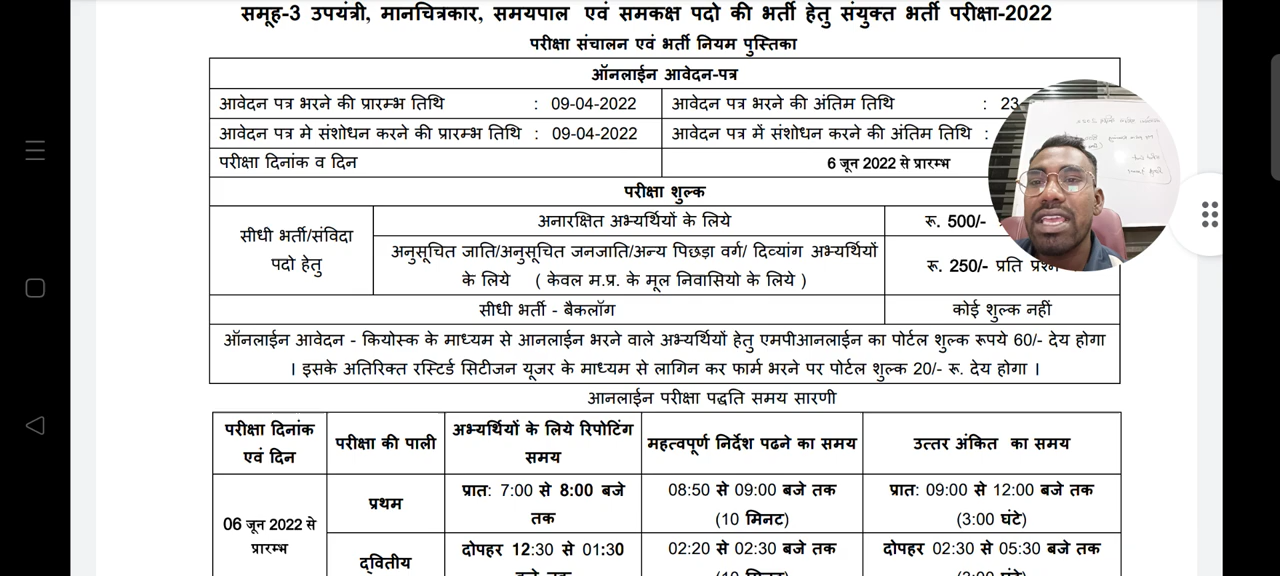 समूह-3 उपयंत्री, मानचित्रकार, समयपाल एवं समकक्ष पदो की भर्ती हेतु संयुक्त भर्ती परीक्षा-2022
परीक्षा संचालन एवं भर्ती नियम पुस्तिका
ऑनलाईन आवेदन-पत्र
आवेदन पत्र भरने की प्रारम्भ तिथि : 09-04-2022 आवेदन पत्र भरने की अंतिम तिथि : 23
आवेदन पत्र मे संशोधन करने की प्रारम्भ तिथि : 09-04-2022 आवेदन पत्र में संशोधन करने की अंतिम तिथि :
परीक्षा दिनांक व दिन 6 जून 2022 से प्रारम्भ
परीक्षा शुल्क
सीधी भर्ती/संविदा
पदो हेतु
अनारक्षित अभ्यर्थियों के लिये रू. 500/-
अनुसूचित जाति/अनुसूचित जनजाति/अन्य पिछड़ा वर्ग/ दिव्यांग अभ्यर्थियों
के लिये ( केवल म.प्र. के मूल निवासियो के लिये )
रू. 250/- प्रति
सीधी भर्ती - बैकलॉग कोई शुल्क नहीं
ऑनलाईन आवेदन - कियोस्क के माध्यम से आनलाईन भरने वाले अभ्यर्थियों हेतु एमपीआनलाईन का पोर्टल शुल्क रूपये 60/- देय होगा
। इसके अतिरिक्त रस्टिर्ड सिटीजन यूजर के माध्यम से लागिन कर फार्म भरने पर पोर्टल शुल्क 20/- रू. देय होगा ।
आनलाईन परीक्षा पद्धति समय सारणी
परीक्षा दिनांक
एवं दिन
परीक्षा की पाली
अभ्यर्थियों के लिये रिपोर्टिंग
समय
महत्वपूर्ण निर्देश पढने का समय
उत्तर अंकित का समय
06 जून 2022 से
प्रारम्भ
प्रथम
प्रात: 7:00 से 8:00 बजे
तक
08:50 से 09:00 बजे तक
(10 मिनट)
प्रात: 09:00 से 12:00 बजे तक
(3:00 घंटे)
द्वितीय
दोपहर 12:30 से 01:30
02:20 से 02:30 बजे तक
दोपहर 02:30 से 05:30 बजे तक